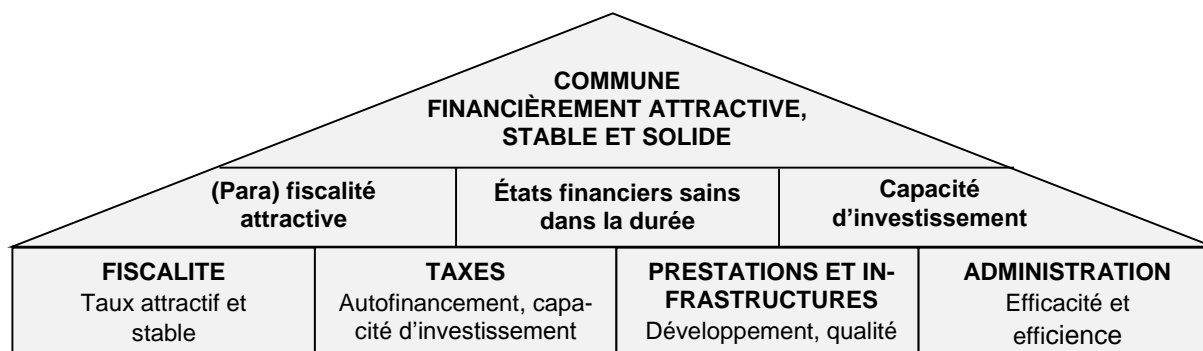 COMMUNE
FINANCIÈREMENT ATTRACTIVE,
STABLE ET SOLIDE
(Para) fiscalité
attractive
États financiers sains
dans la durée
Capacité
d’investissement
FISCALITE
Taux attractif et
stable
TAXES
Autofinancement, capa-
cité d’investissement
PRESTATIONS ET IN-
FRASTRUCTURES
Développement, qualité
ADMINISTRATION
Efficacité et
efficience